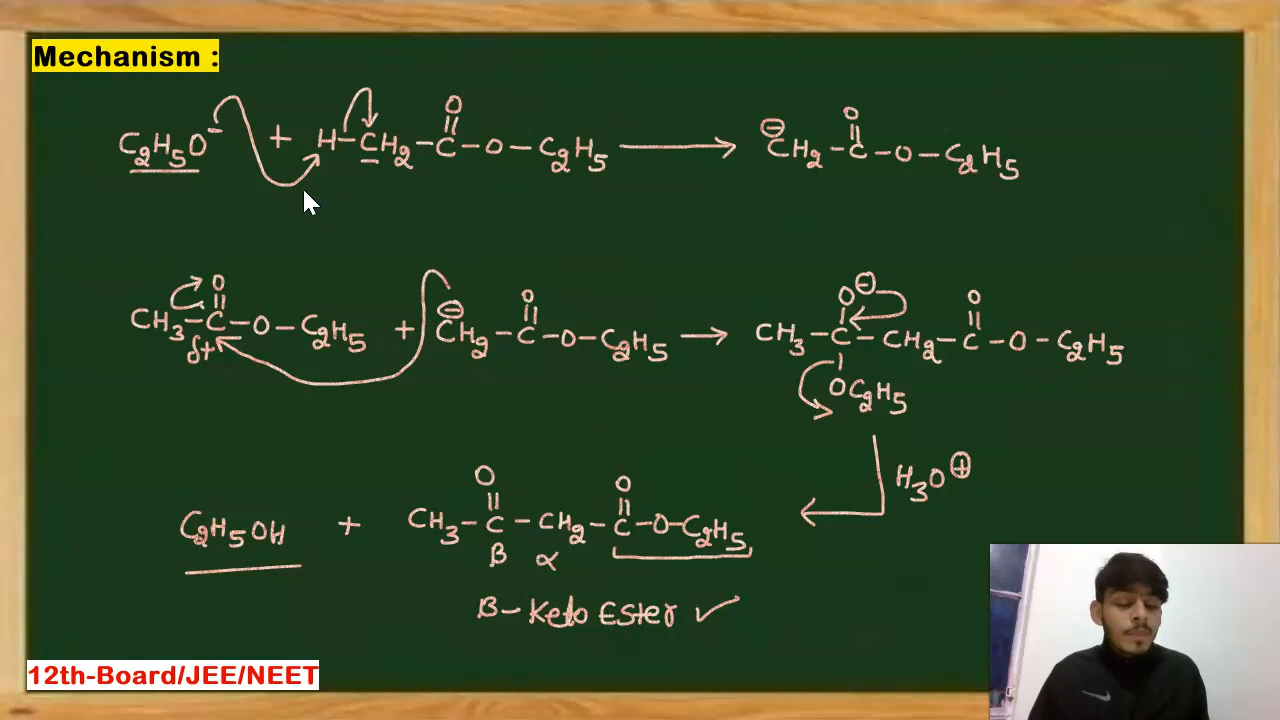 Mechanism :
O O
|| ||
C2H5O⁻ + H–CH2–C–O–C2H5 ⟶ ⊖CH2–C–O–C2H5
O O O⊖ O
|| || | ||
CH3–C–O–C2H5 + ⊖CH2–C–O–C2H5 → CH3–C–CH2–C–O–C2H5
δ+ |
OC2H5
H3O⊕
O O
|| ||
C2H5OH + CH3–C–CH2–C–O–C2H5
β α
B–Keto Ester ✓
12th-Board/JEE/NEET